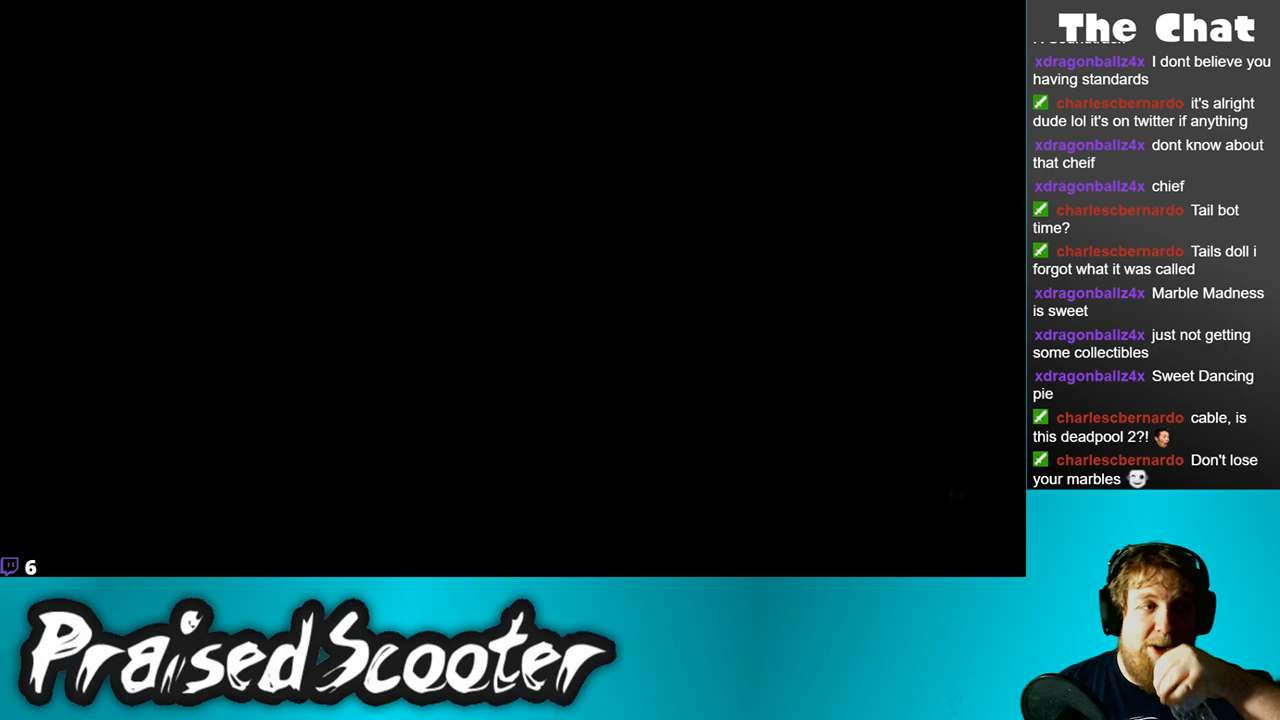 The Chat
xdragonballz4x I dont believe you
having standards
charlescbernardo it's alright
dude lol it's on twitter if anything
xdragonballz4x dont know about
that cheif
xdragonballz4x chief
charlescbernardo Tail bot
time?
charlescbernardo Tails doll i
forgot what it was called
xdragonballz4x Marble Madness
is sweet
xdragonballz4x just not getting
some collectibles
xdragonballz4x Sweet Dancing
pie
charlescbernardo cable, is
this deadpool 2?!
charlescbernardo Don't lose
your marbles
6
PraisedScooter